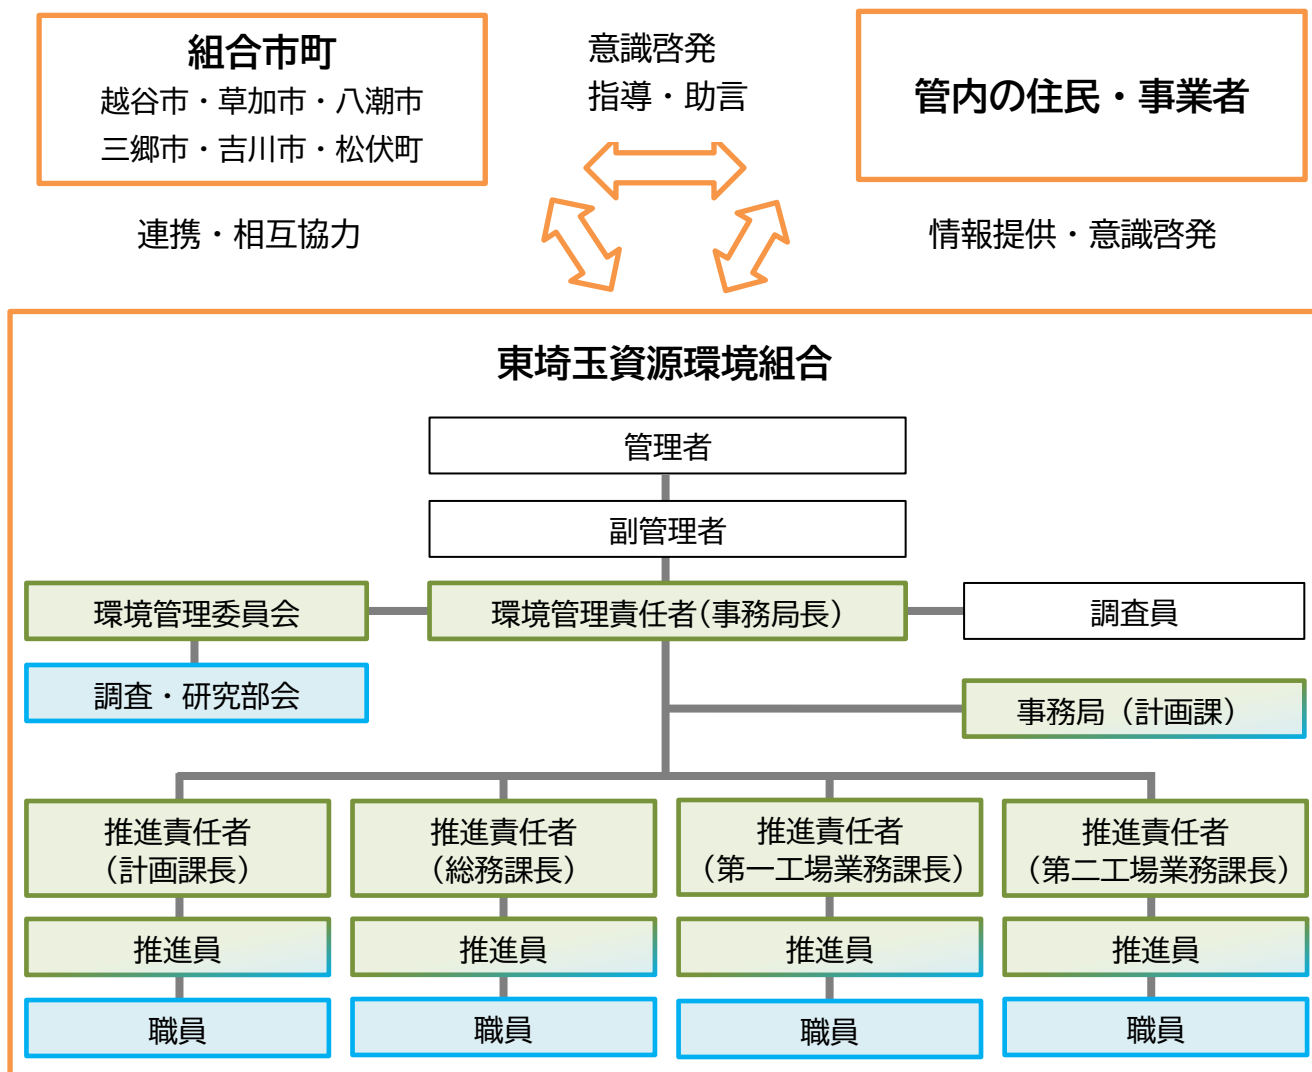 組合市町
越谷市・草加市・八潮市
三郷市・吉川市・松伏町
意識啓発
指導・助言
管内の住民・事業者
連携・相互協力
情報提供・意識啓発
東埼玉資源環境組合
管理者
副管理者
環境管理委員会
環境管理責任者(事務局長)
調査員
調査・研究部会
事務局（計画課）
推進責任者
（計画課長）
推進責任者
（総務課長）
推進責任者
（第一工場業務課長）
推進責任者
（第二工場業務課長）
推進員
推進員
推進員
推進員
職員
職員
職員
職員